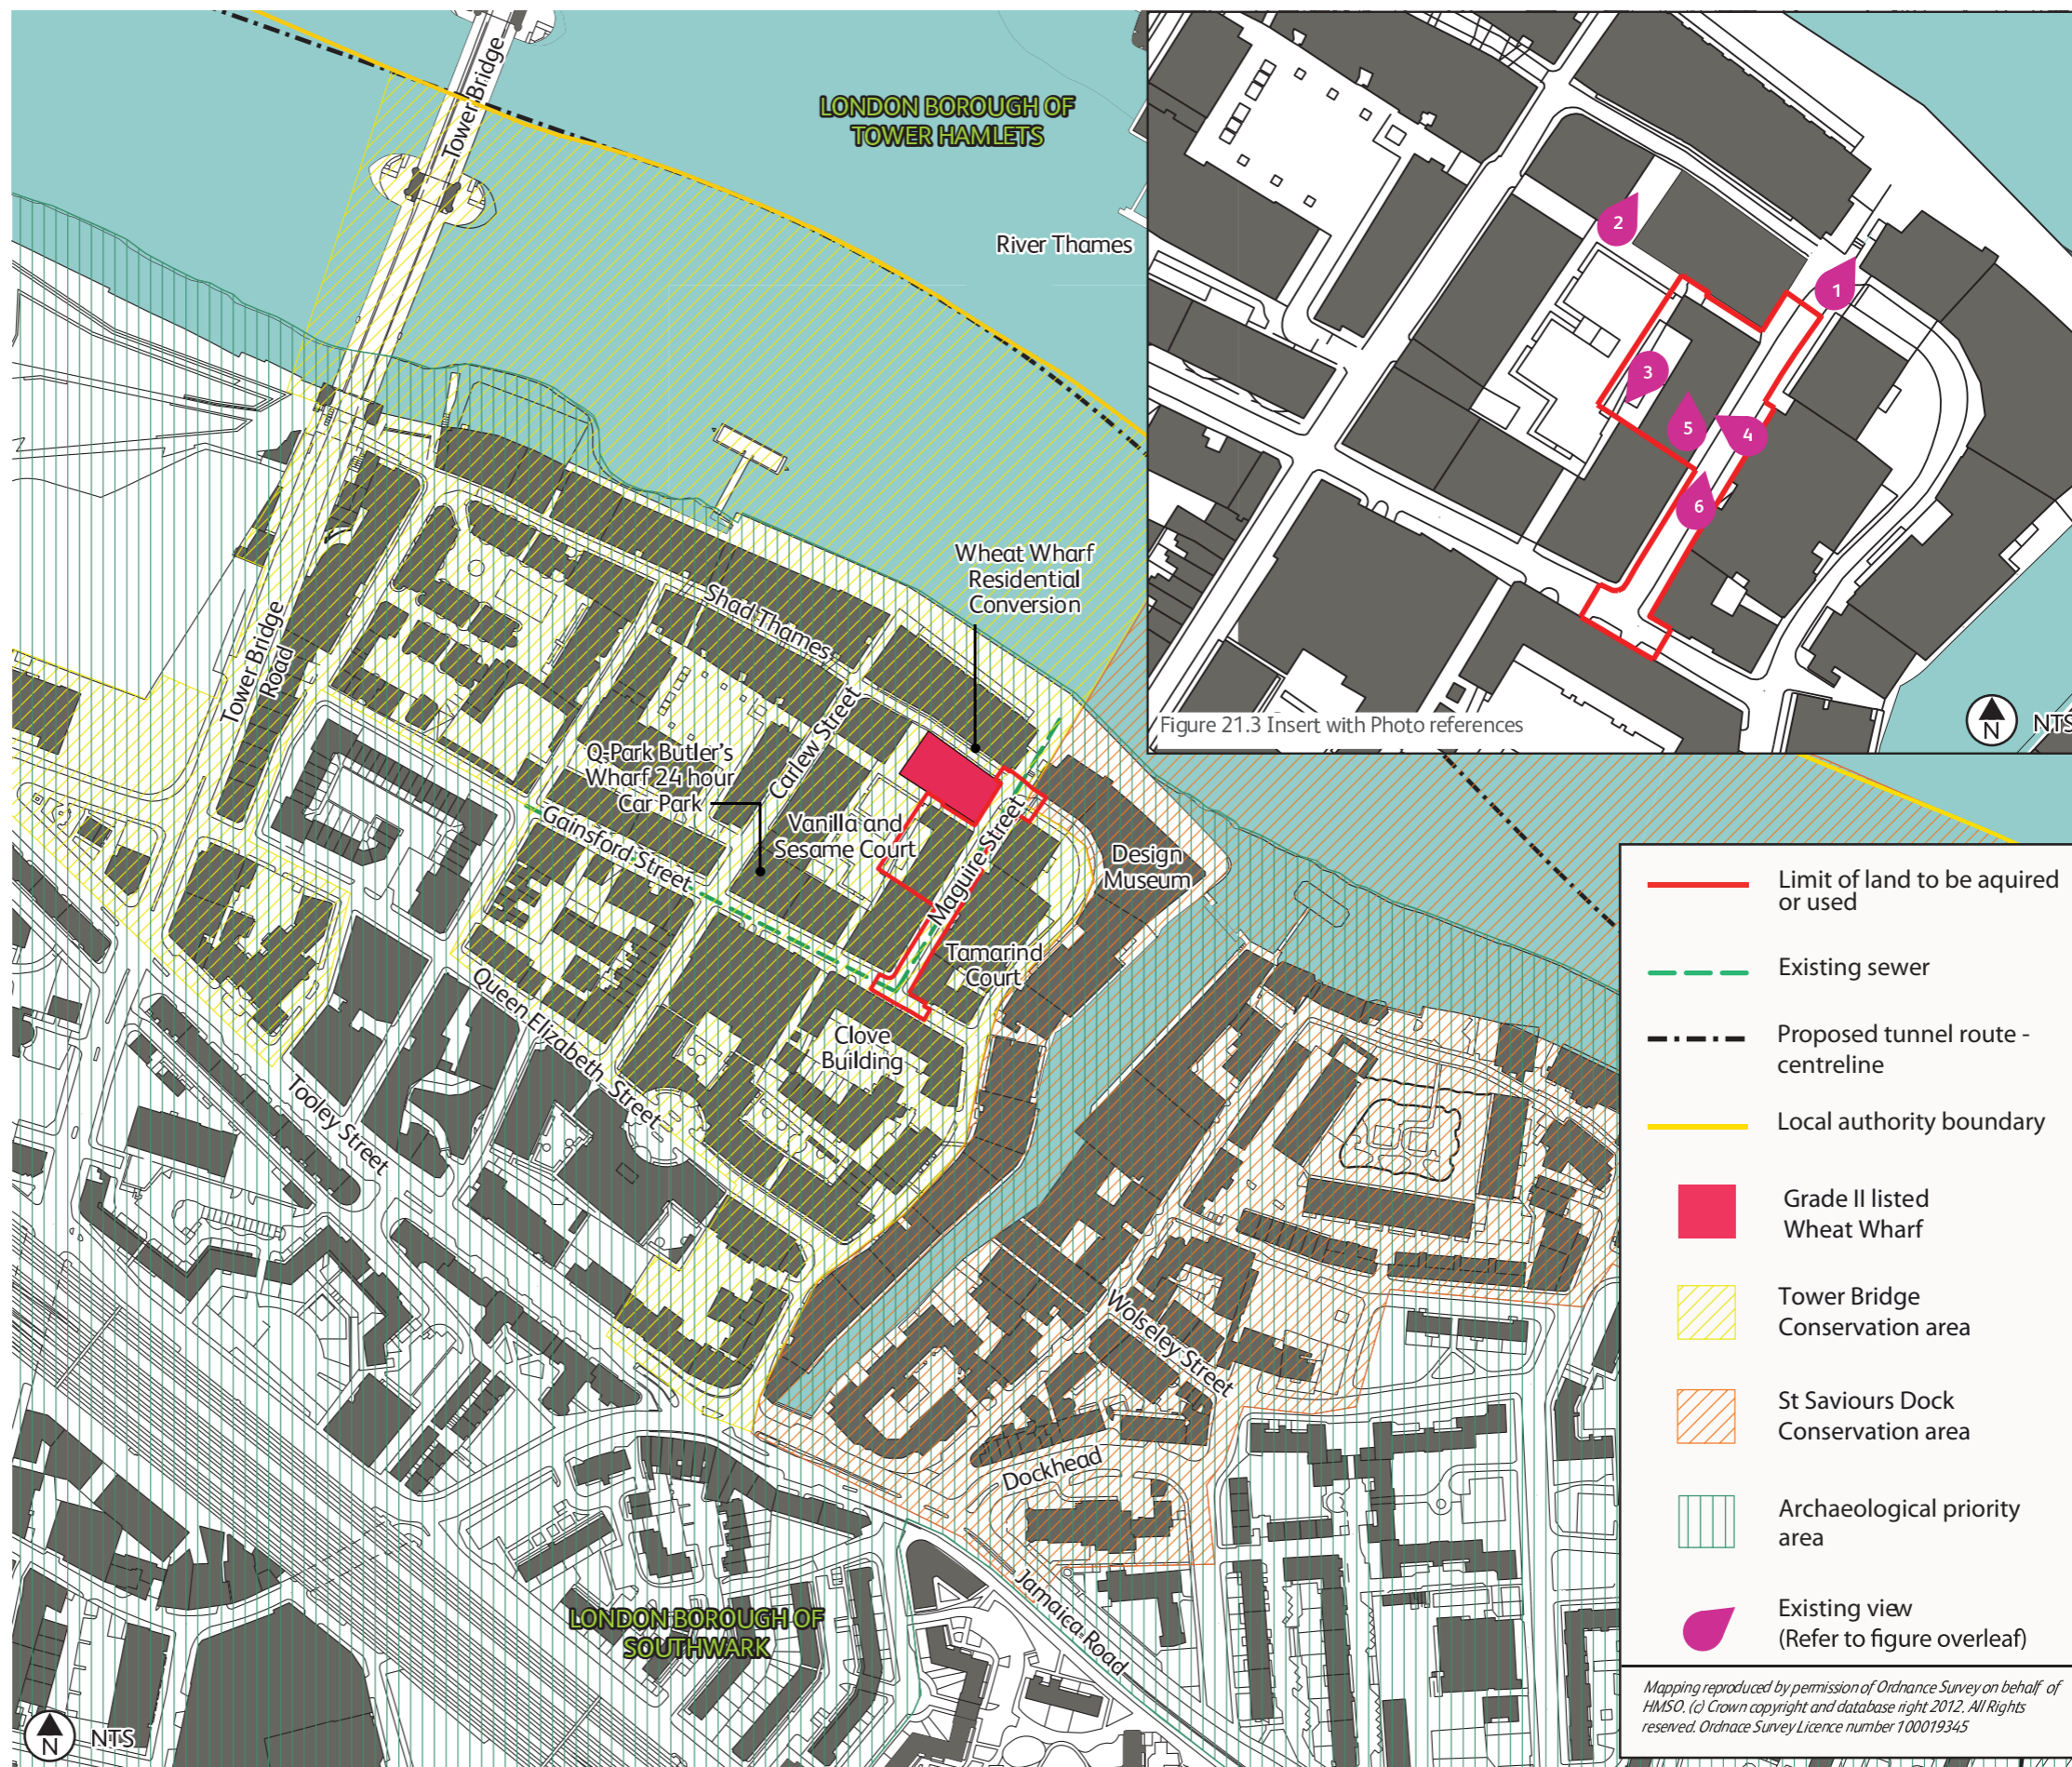 Tower Bridge
LONDON BOROUGH OF
TOWER HAMLETS
River Thames
2
1
3
5
4
6
Figure 21.3 Insert with Photo references
N
NTS
Wheat Wharf
Residential
Conversion
Shad Thames
Tower Bridge
Road
Carlew Street
Q-Park Butler's
Wharf 24 hour
Car Park
Vanilla and
Sesame Court
Gainsford Street
Maguire Street
Design
Museum
Tamarind
Court
Clove
Building
Queen Elizabeth Street
Tooley Street
Wolseley Street
Dockhead
Jamaica Road
LONDON BOROUGH OF
SOUTHWARK
N
NTS
Limit of land to be aquired
or used
Existing sewer
Proposed tunnel route -
centreline
Local authority boundary
Grade II listed
Wheat Wharf
Tower Bridge
Conservation area
St Saviours Dock
Conservation area
Archaeological priority
area
Existing view
(Refer to figure overleaf)
Mapping reproduced by permission of Ordnance Survey on behalf of
HMSO. (c) Crown copyright and database right 2012. All Rights
reserved. Ordnace Survey Licence number 100019345